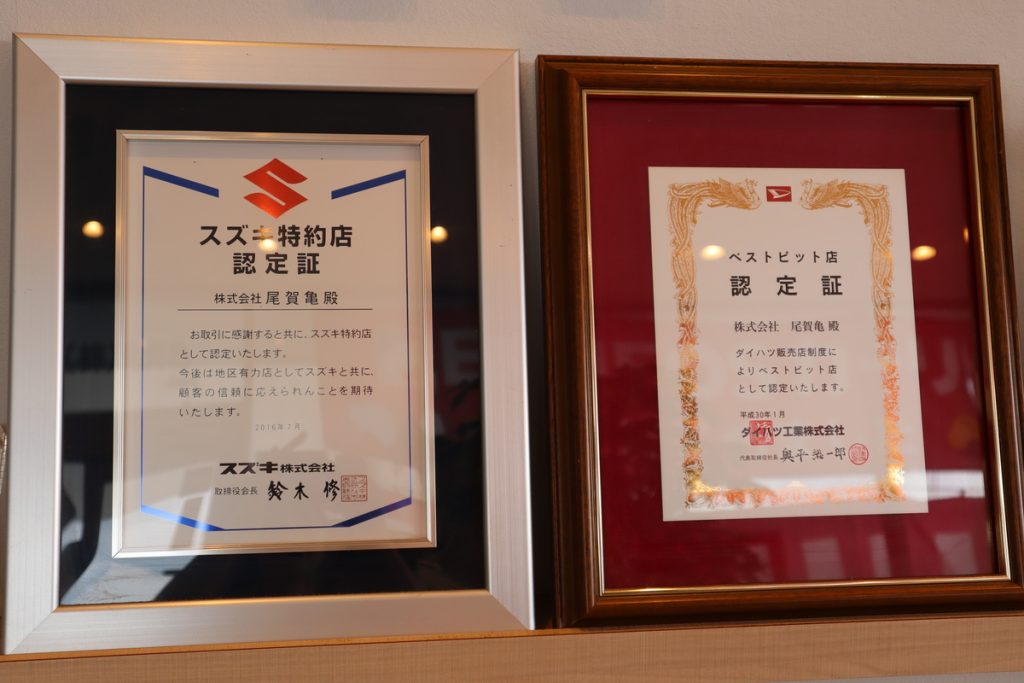 スズキ特約店
認定証
株式会社 尾賀亀 殿
お取引に感謝すると共に、スズキ特約店
として認定いたします。
今後は地区有力店としてスズキと共に、
顧客の信頼に応えられんことを期待
いたします。
2016年7月
スズキ株式会社
取締役会長 鈴木 修
ベストピット店
認定証
株式会社 尾賀亀 殿
ダイハツ販売店制度に
よりベストピット店
として認定いたします。
平成30年1月
ダイハツ工業株式会社
代表取締役社長 奥平総一郎